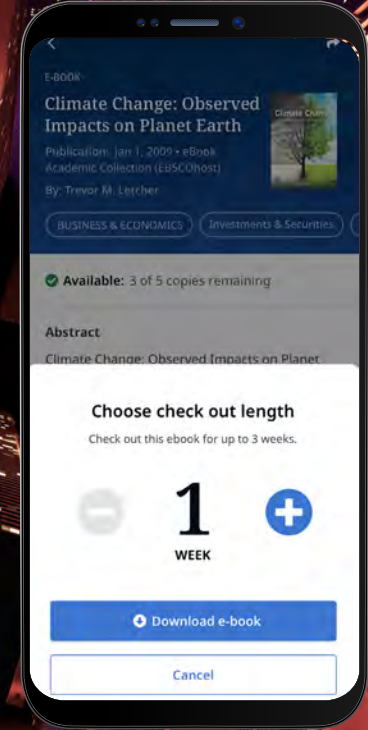 E-BOOK
Climate Change: Observed
Impacts on Planet Earth
Climate Change
Publication: Jan 1, 2009 • eBook
Academic Collection (EBSCOhost)
By: Trevor M. Letcher
BUSINESS & ECONOMICS
Investments & Securities
Available: 3 of 5 copies remaining
Abstract
Climate Change: Observed Impacts on Planet
Choose check out length
Check out this ebook for up to 3 weeks.
1
WEEK
Download e-book
Cancel